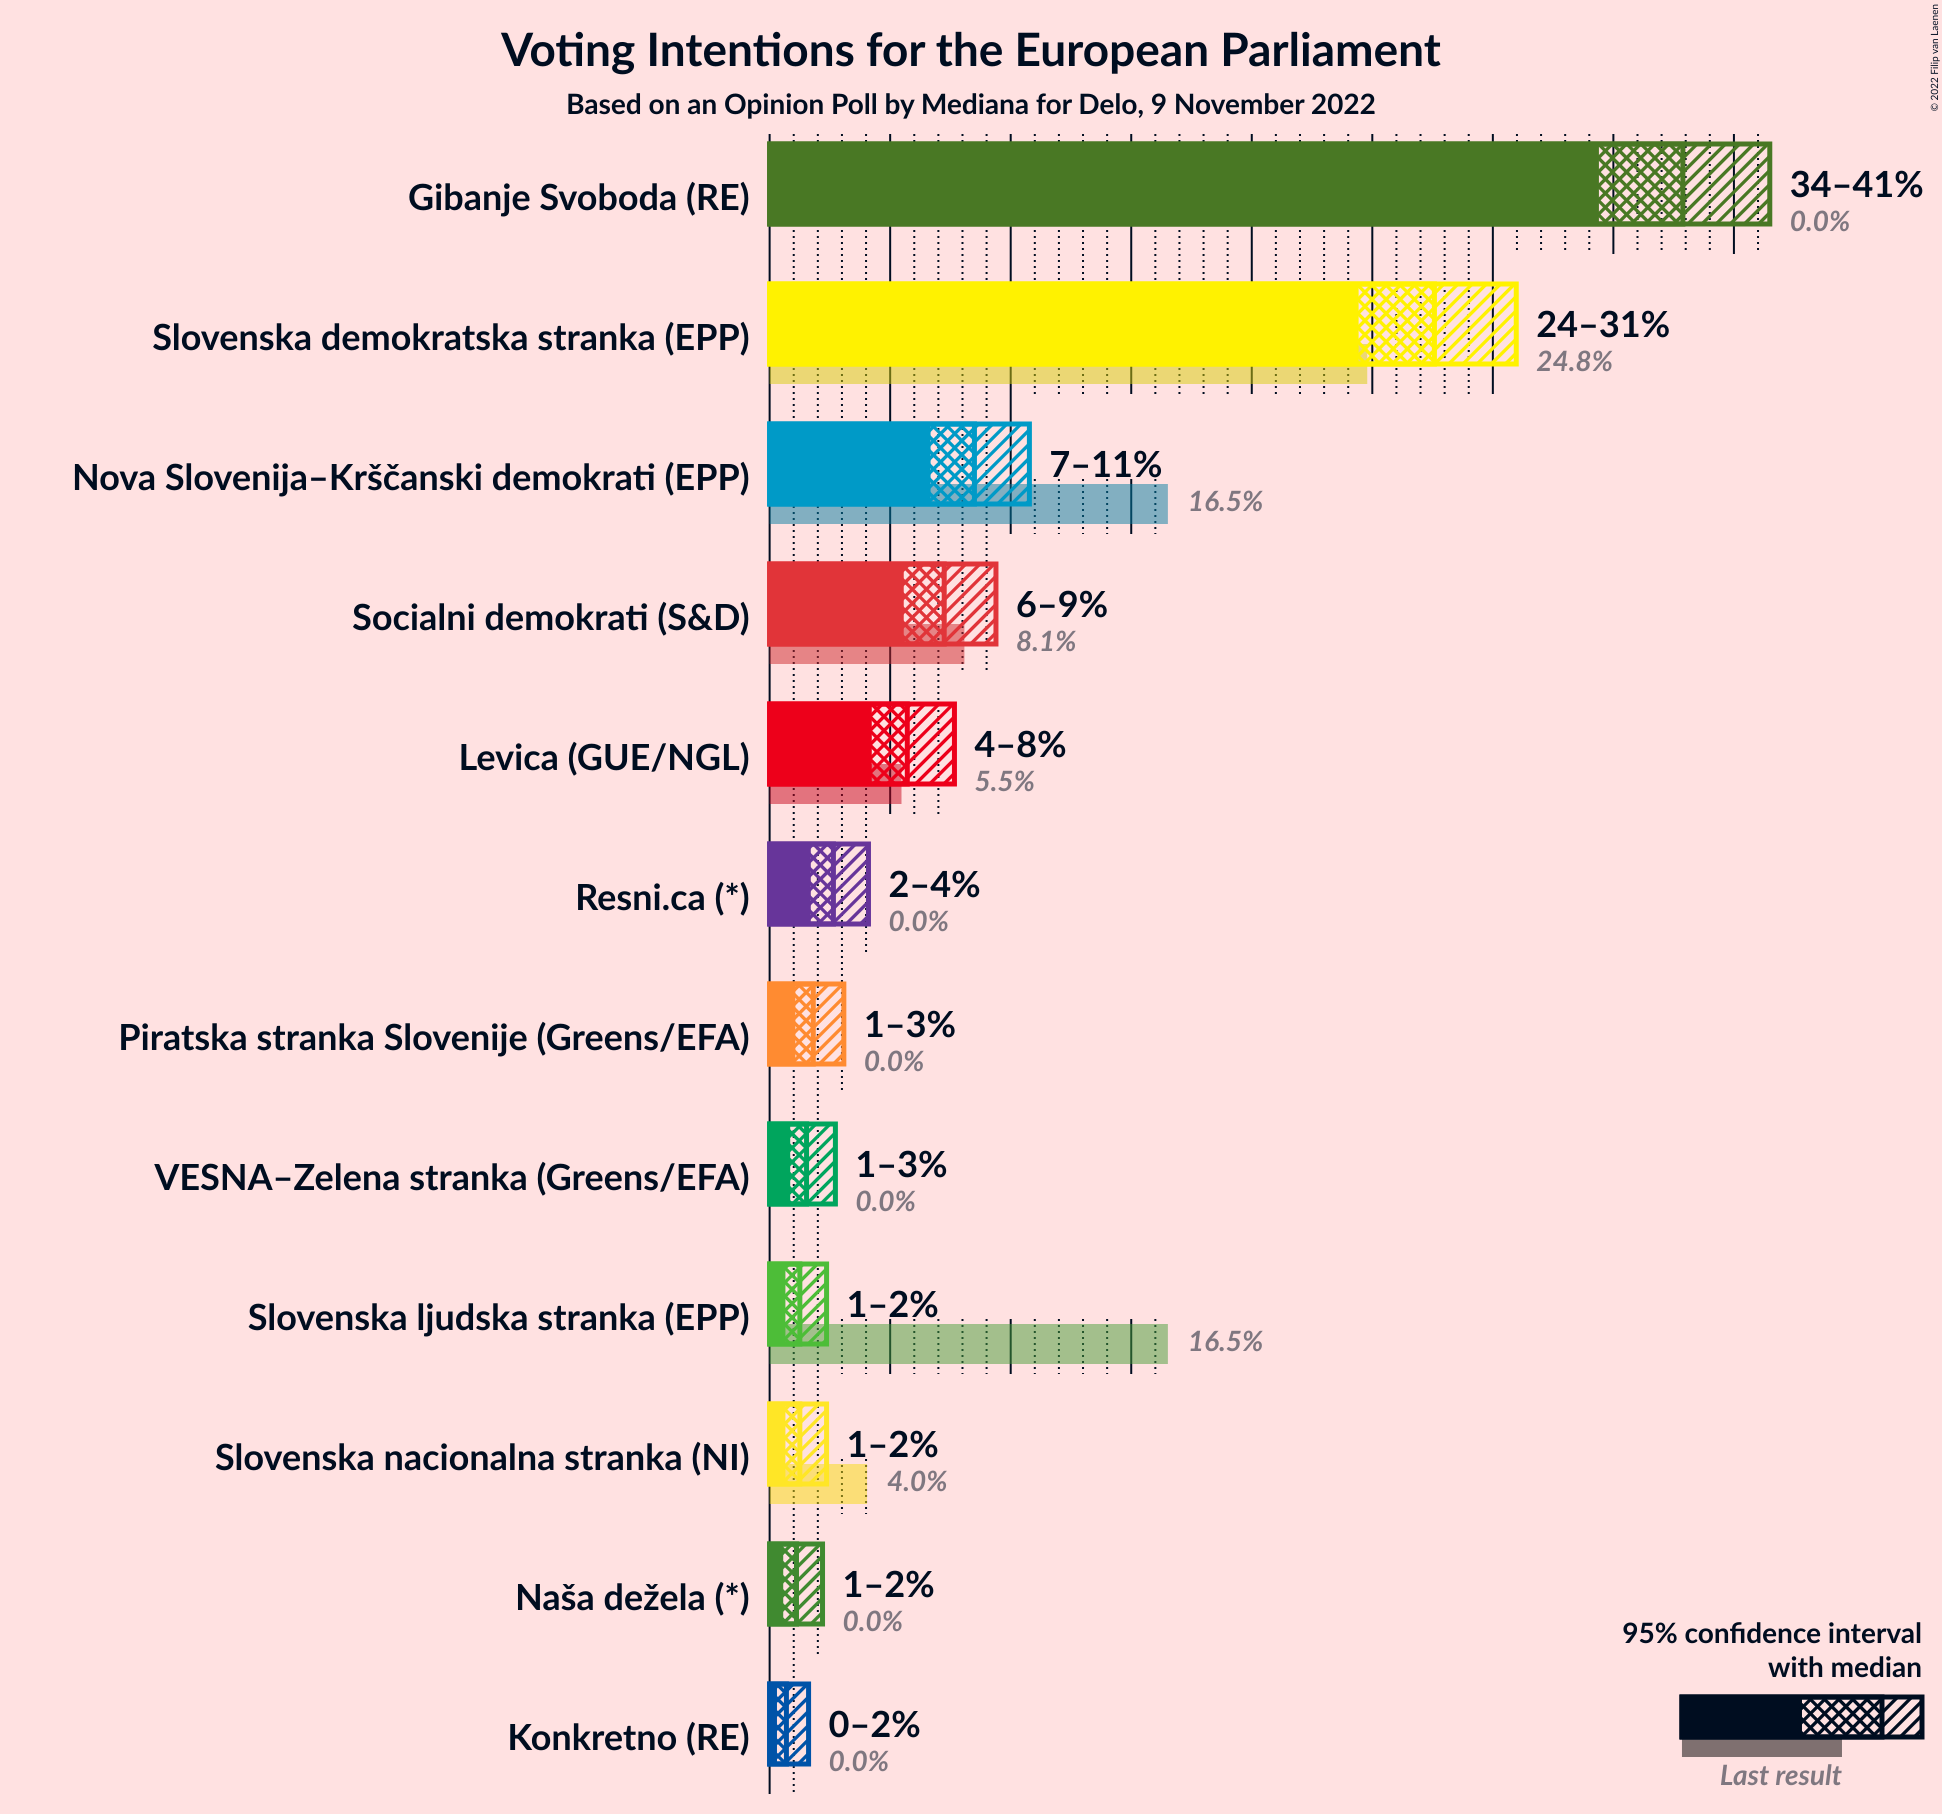 Voting Intentions for the European Parliament
Based on an Opinion Poll by Mediana for Delo, 9 November 2022
© 2022 Filip van Laenen
Gibanje Svoboda (RE)
34–41%
0.0%
Slovenska demokratska stranka (EPP)
24–31%
24.8%
Nova Slovenija–Krščanski demokrati (EPP)
7–11%
16.5%
Socialni demokrati (S&D)
6–9%
8.1%
Levica (GUE/NGL)
4–8%
5.5%
Resni.ca (*)
2–4%
0.0%
Piratska stranka Slovenije (Greens/EFA)
1–3%
0.0%
VESNA–Zelena stranka (Greens/EFA)
1–3%
0.0%
Slovenska ljudska stranka (EPP)
1–2%
16.5%
Slovenska nacionalna stranka (NI)
1–2%
4.0%
Naša dežela (*)
1–2%
0.0%
Konkretno (RE)
0–2%
0.0%
95% confidence interval
with median
Last result